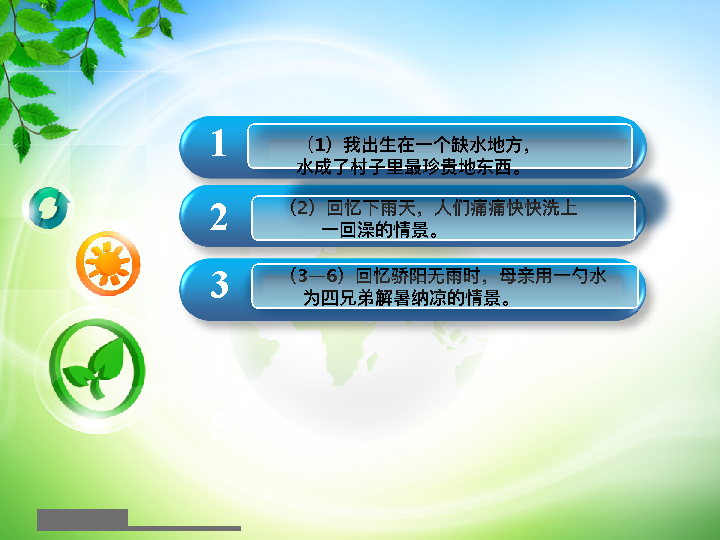 1
（1）我出生在一个缺水地方，
水成了村子里最珍贵地东西。
2
（2）回忆下雨天，人们痛痛快快洗上
一回澡的情景。
3
（3—6）回忆骄阳无雨时，母亲用一勺水
为四兄弟解暑纳凉的情景。